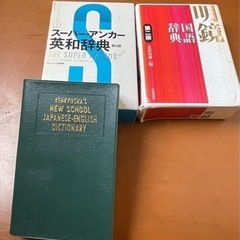 スーパー・アンカー
英和辞典
S
THE SUPER ANCHOR
明鏡
国語辞典
第二版
KENKYUSHA'S
NEW SCHOOL
JAPANESE-ENGLISH
DICTIONARY